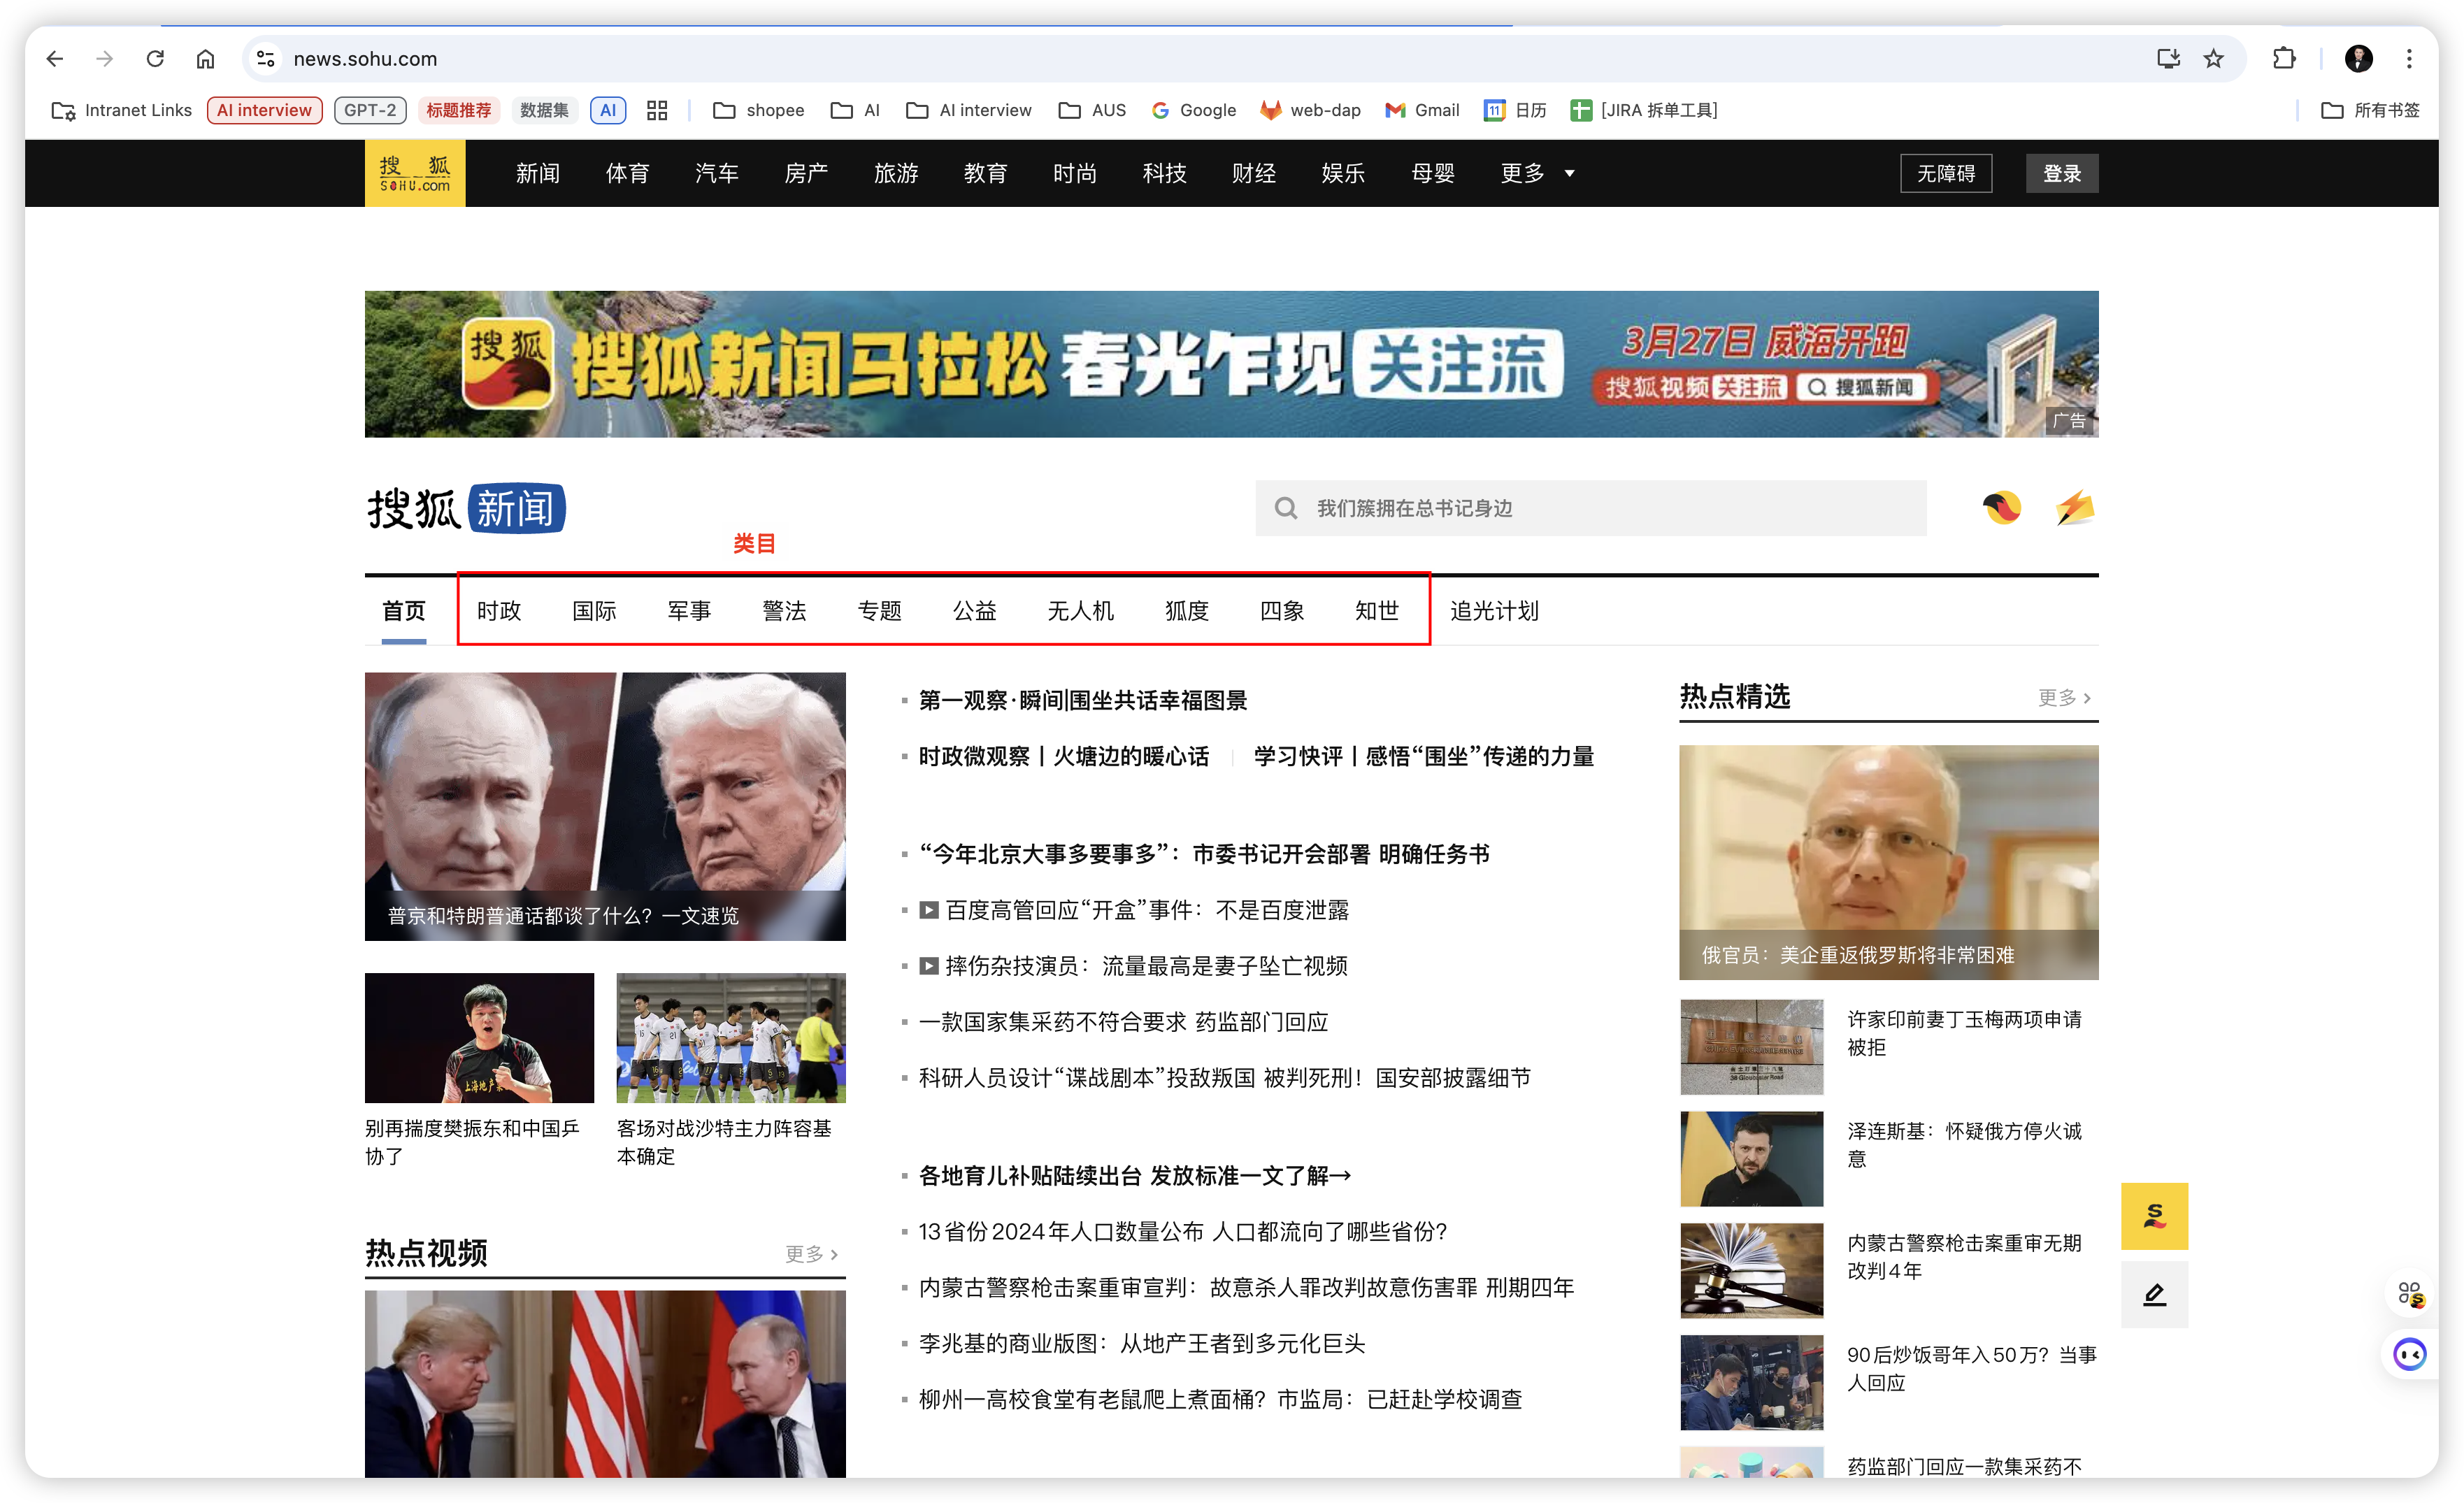 news.sohu.com
Intranet Links AI interview GPT-2 标题推荐 数据集 AI shopee AI AI interview AUS Google web-dap Gmail 11 日历 [JIRA 拆单工具] 所有书签
搜狐 SOHU.com 新闻 体育 汽车 房产 旅游 教育 时尚 科技 财经 娱乐 母婴 更多 无障碍 登录
搜狐 搜狐新闻马拉松 春光乍现 关注流
3月27日 威海开跑
搜狐视频 关注流 搜狐新闻
广告
搜狐 新闻
我们簇拥在总书记身边
类目
首页 时政 国际 军事 警法 专题 公益 无人机 狐度 四象 知世 追光计划
普京和特朗普通话都谈了什么？一文速览
上海地产
别再揣度樊振东和中国乒
协了
客场对战沙特主力阵容基
本确定
热点视频 更多 >
第一观察·瞬间|围坐共话幸福图景
时政微观察丨火塘边的暖心话 | 学习快评丨感悟“围坐”传递的力量
“今年北京大事多要事多”：市委书记开会部署 明确任务书
百度高管回应“开盒”事件：不是百度泄露
摔伤杂技演员：流量最高是妻子坠亡视频
一款国家集采药不符合要求 药监部门回应
科研人员设计“谍战剧本”投敌叛国 被判死刑！国安部披露细节
各地育儿补贴陆续出台 发放标准一文了解→
13省份2024年人口数量公布 人口都流向了哪些省份？
内蒙古警察枪击案重审宣判：故意杀人罪改判故意伤害罪 刑期四年
李兆基的商业版图：从地产王者到多元化巨头
柳州一高校食堂有老鼠爬上煮面桶？市监局：已赶赴学校调查
热点精选 更多 >
俄官员：美企重返俄罗斯将非常困难
许家印前妻丁玉梅两项申请
被拒
泽连斯基：怀疑俄方停火诚
意
内蒙古警察枪击案重审无期
改判4年
90后炒饭哥年入50万？当事
人回应
药监部门回应一款集采药不